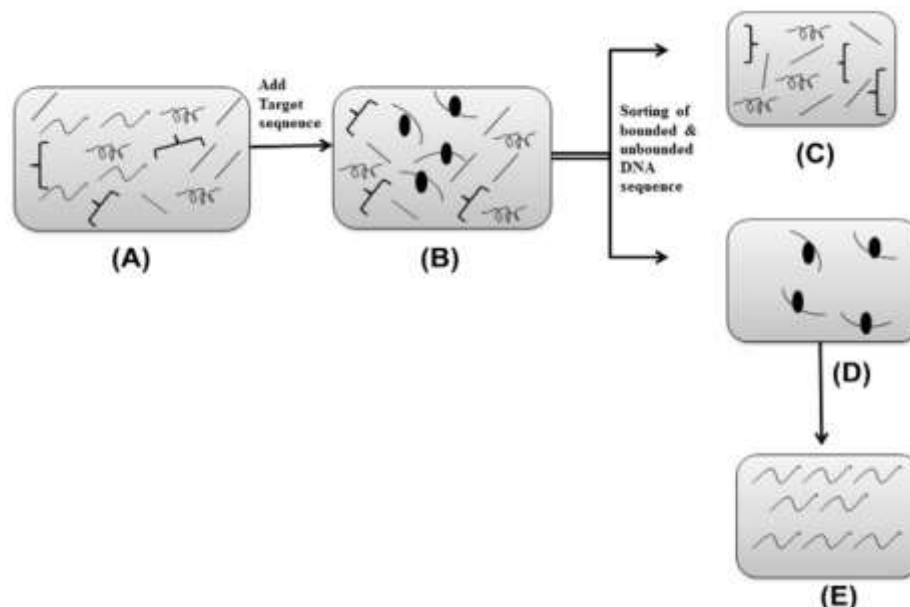 Add
Target
sequence
Sorting of
bounded &
unbounded
DNA
sequence
(A)
(B)
(C)
(D)
(E)